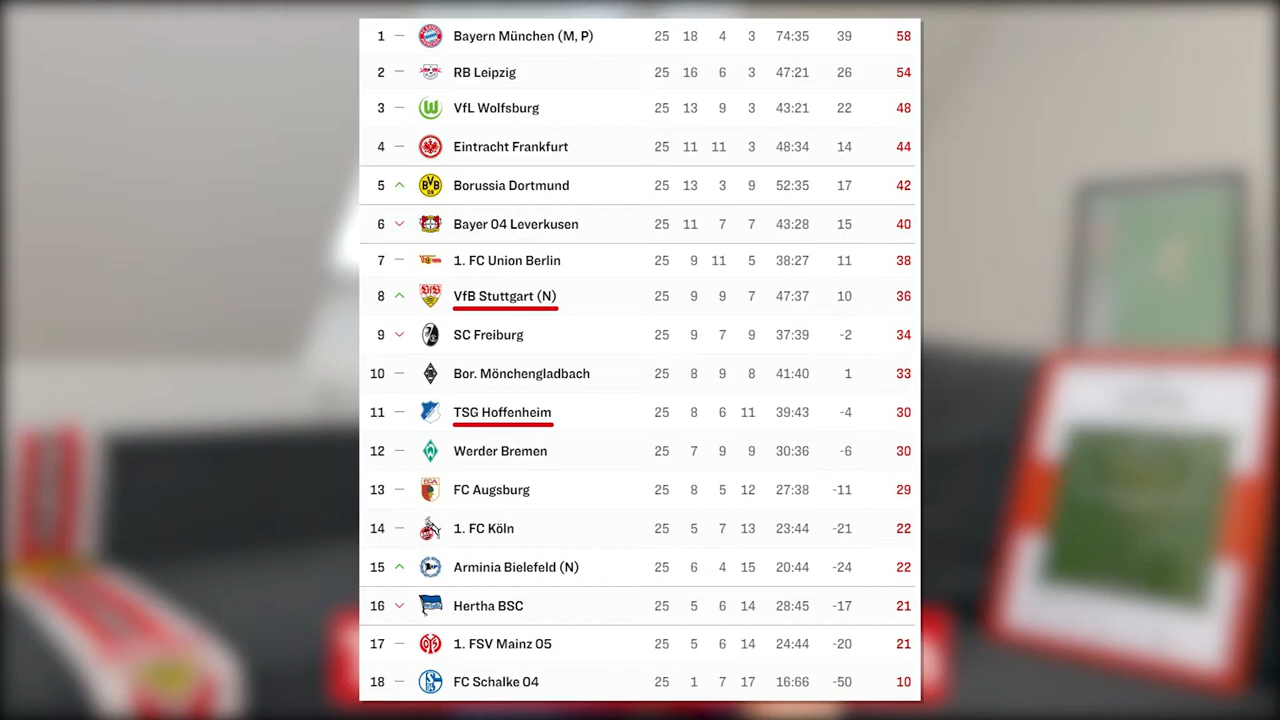 1 — Bayern München (M, P) 25 18 4 3 74:35 39 58
2 — RB Leipzig 25 16 6 3 47:21 26 54
3 — VfL Wolfsburg 25 13 9 3 43:21 22 48
4 — Eintracht Frankfurt 25 11 11 3 48:34 14 44
5 Borussia Dortmund 25 13 3 9 52:35 17 42
6 Bayer 04 Leverkusen 25 11 7 7 43:28 15 40
7 — 1. FC Union Berlin 25 9 11 5 38:27 11 38
8 VfB Stuttgart (N) 25 9 9 7 47:37 10 36
9 SC Freiburg 25 9 7 9 37:39 -2 34
10 — Bor. Mönchengladbach 25 8 9 8 41:40 1 33
11 — TSG Hoffenheim 25 8 6 11 39:43 -4 30
12 — Werder Bremen 25 7 9 9 30:36 -6 30
13 — FC Augsburg 25 8 5 12 27:38 -11 29
14 — 1. FC Köln 25 5 7 13 23:44 -21 22
15 Arminia Bielefeld (N) 25 6 4 15 20:44 -24 22
16 Hertha BSC 25 5 6 14 28:45 -17 21
17 — 1. FSV Mainz 05 25 5 6 14 24:44 -20 21
18 — FC Schalke 04 25 1 7 17 16:66 -50 10